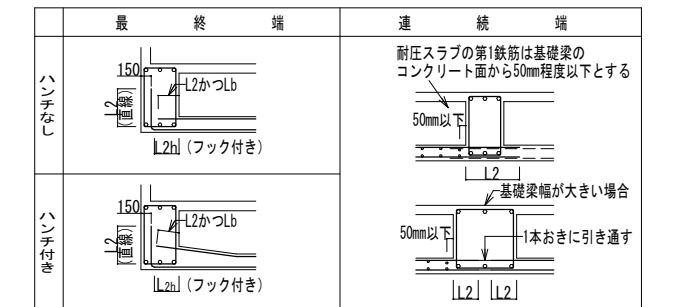 最 終 端
連 続 端
ハンチなし
150
L2かつLb
L2
(直線)
L2h (フック付き)
耐圧スラブの第1鉄筋は基礎梁の
コンクリート面から50mm程度以下とする
50mm以下
L2
ハンチ付き
150
L2かつLb
L2
(直線)
L2h (フック付き)
基礎梁幅が大きい場合
50mm以下
1本おきに引き通す
L2
L2